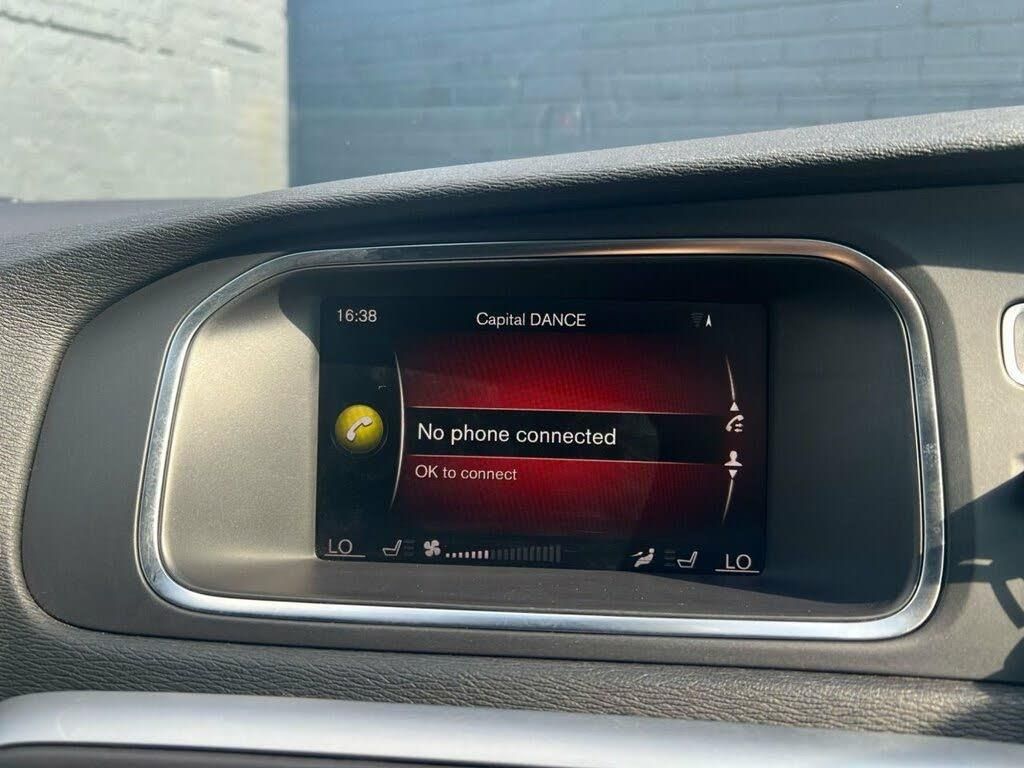 16:38
Capital DANCE
No phone connected
OK to connect
LO
LO